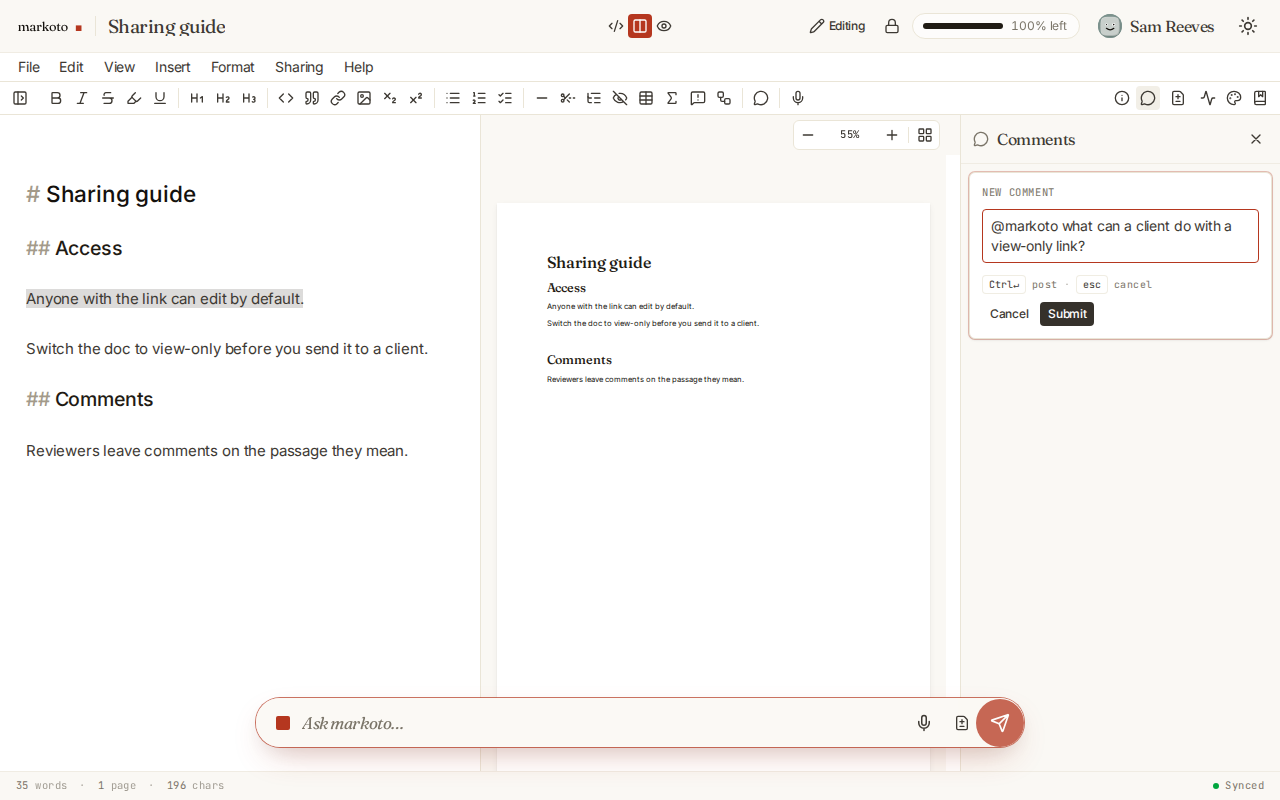 markoto
Sharing guide
Editing
100% left
Sam Reeves
File Edit View Insert Format Sharing Help
H1 H2 H3
55%
# Sharing guide
## Access
Anyone with the link can edit by default.
Switch the doc to view-only before you send it to a client.
## Comments
Reviewers leave comments on the passage they mean.
Sharing guide
Access
Anyone with the link can edit by default.
Switch the doc to view-only before you send it to a client.
Comments
Reviewers leave comments on the passage they mean.
Comments
NEW COMMENT
@markoto what can a client do with a
view-only link?
Ctrl↵ post · esc cancel
Cancel Submit
Ask markoto...
35 words · 1 page · 196 chars
Synced